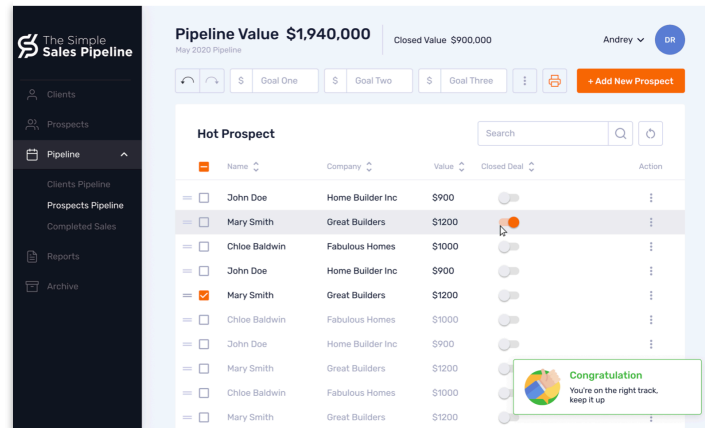 The Simple
Sales Pipeline
Clients
Prospects
Pipeline
Clients Pipeline
Prospects Pipeline
Completed Sales
Reports
Archive
Pipeline Value $1,940,000
Closed Value $900,000
May 2020 Pipeline
Andrey
DR
$ Goal One
$ Goal Two
$ Goal Three
+ Add New Prospect
Hot Prospect
Search
Name Company Value Closed Deal Action
John Doe Home Builder Inc $900
Mary Smith Great Builders $1200
Chloe Baldwin Fabulous Homes $1000
John Doe Home Builder Inc $900
Mary Smith Great Builders $1200
Chloe Baldwin Fabulous Homes $1000
John Doe Home Builder Inc $900
Mary Smith Great Builders $1200
Chloe Baldwin Fabulous Homes $1000
Mary Smith Great Builders $1200
Congratulation
You're on the right track,
keep it up